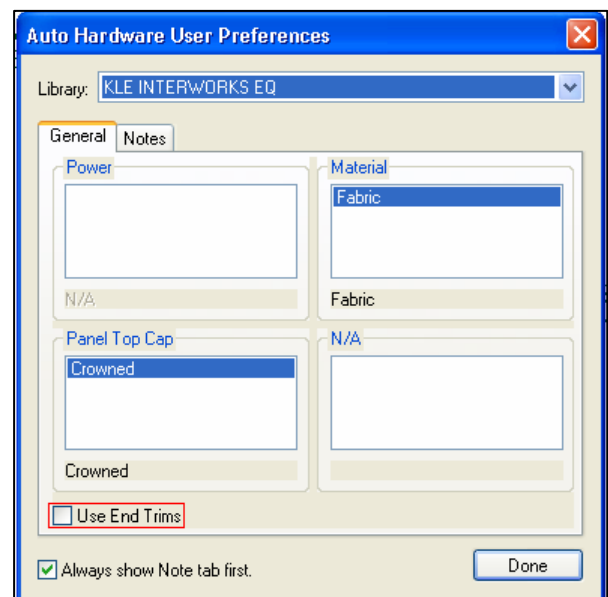 Auto Hardware User Preferences
Library: KLE INTERWORKS EQ
General Notes
Power Material
Fabric
N/A Fabric
Panel Top Cap N/A
Crowned
Crowned
Use End Trims
Always show Note tab first. Done